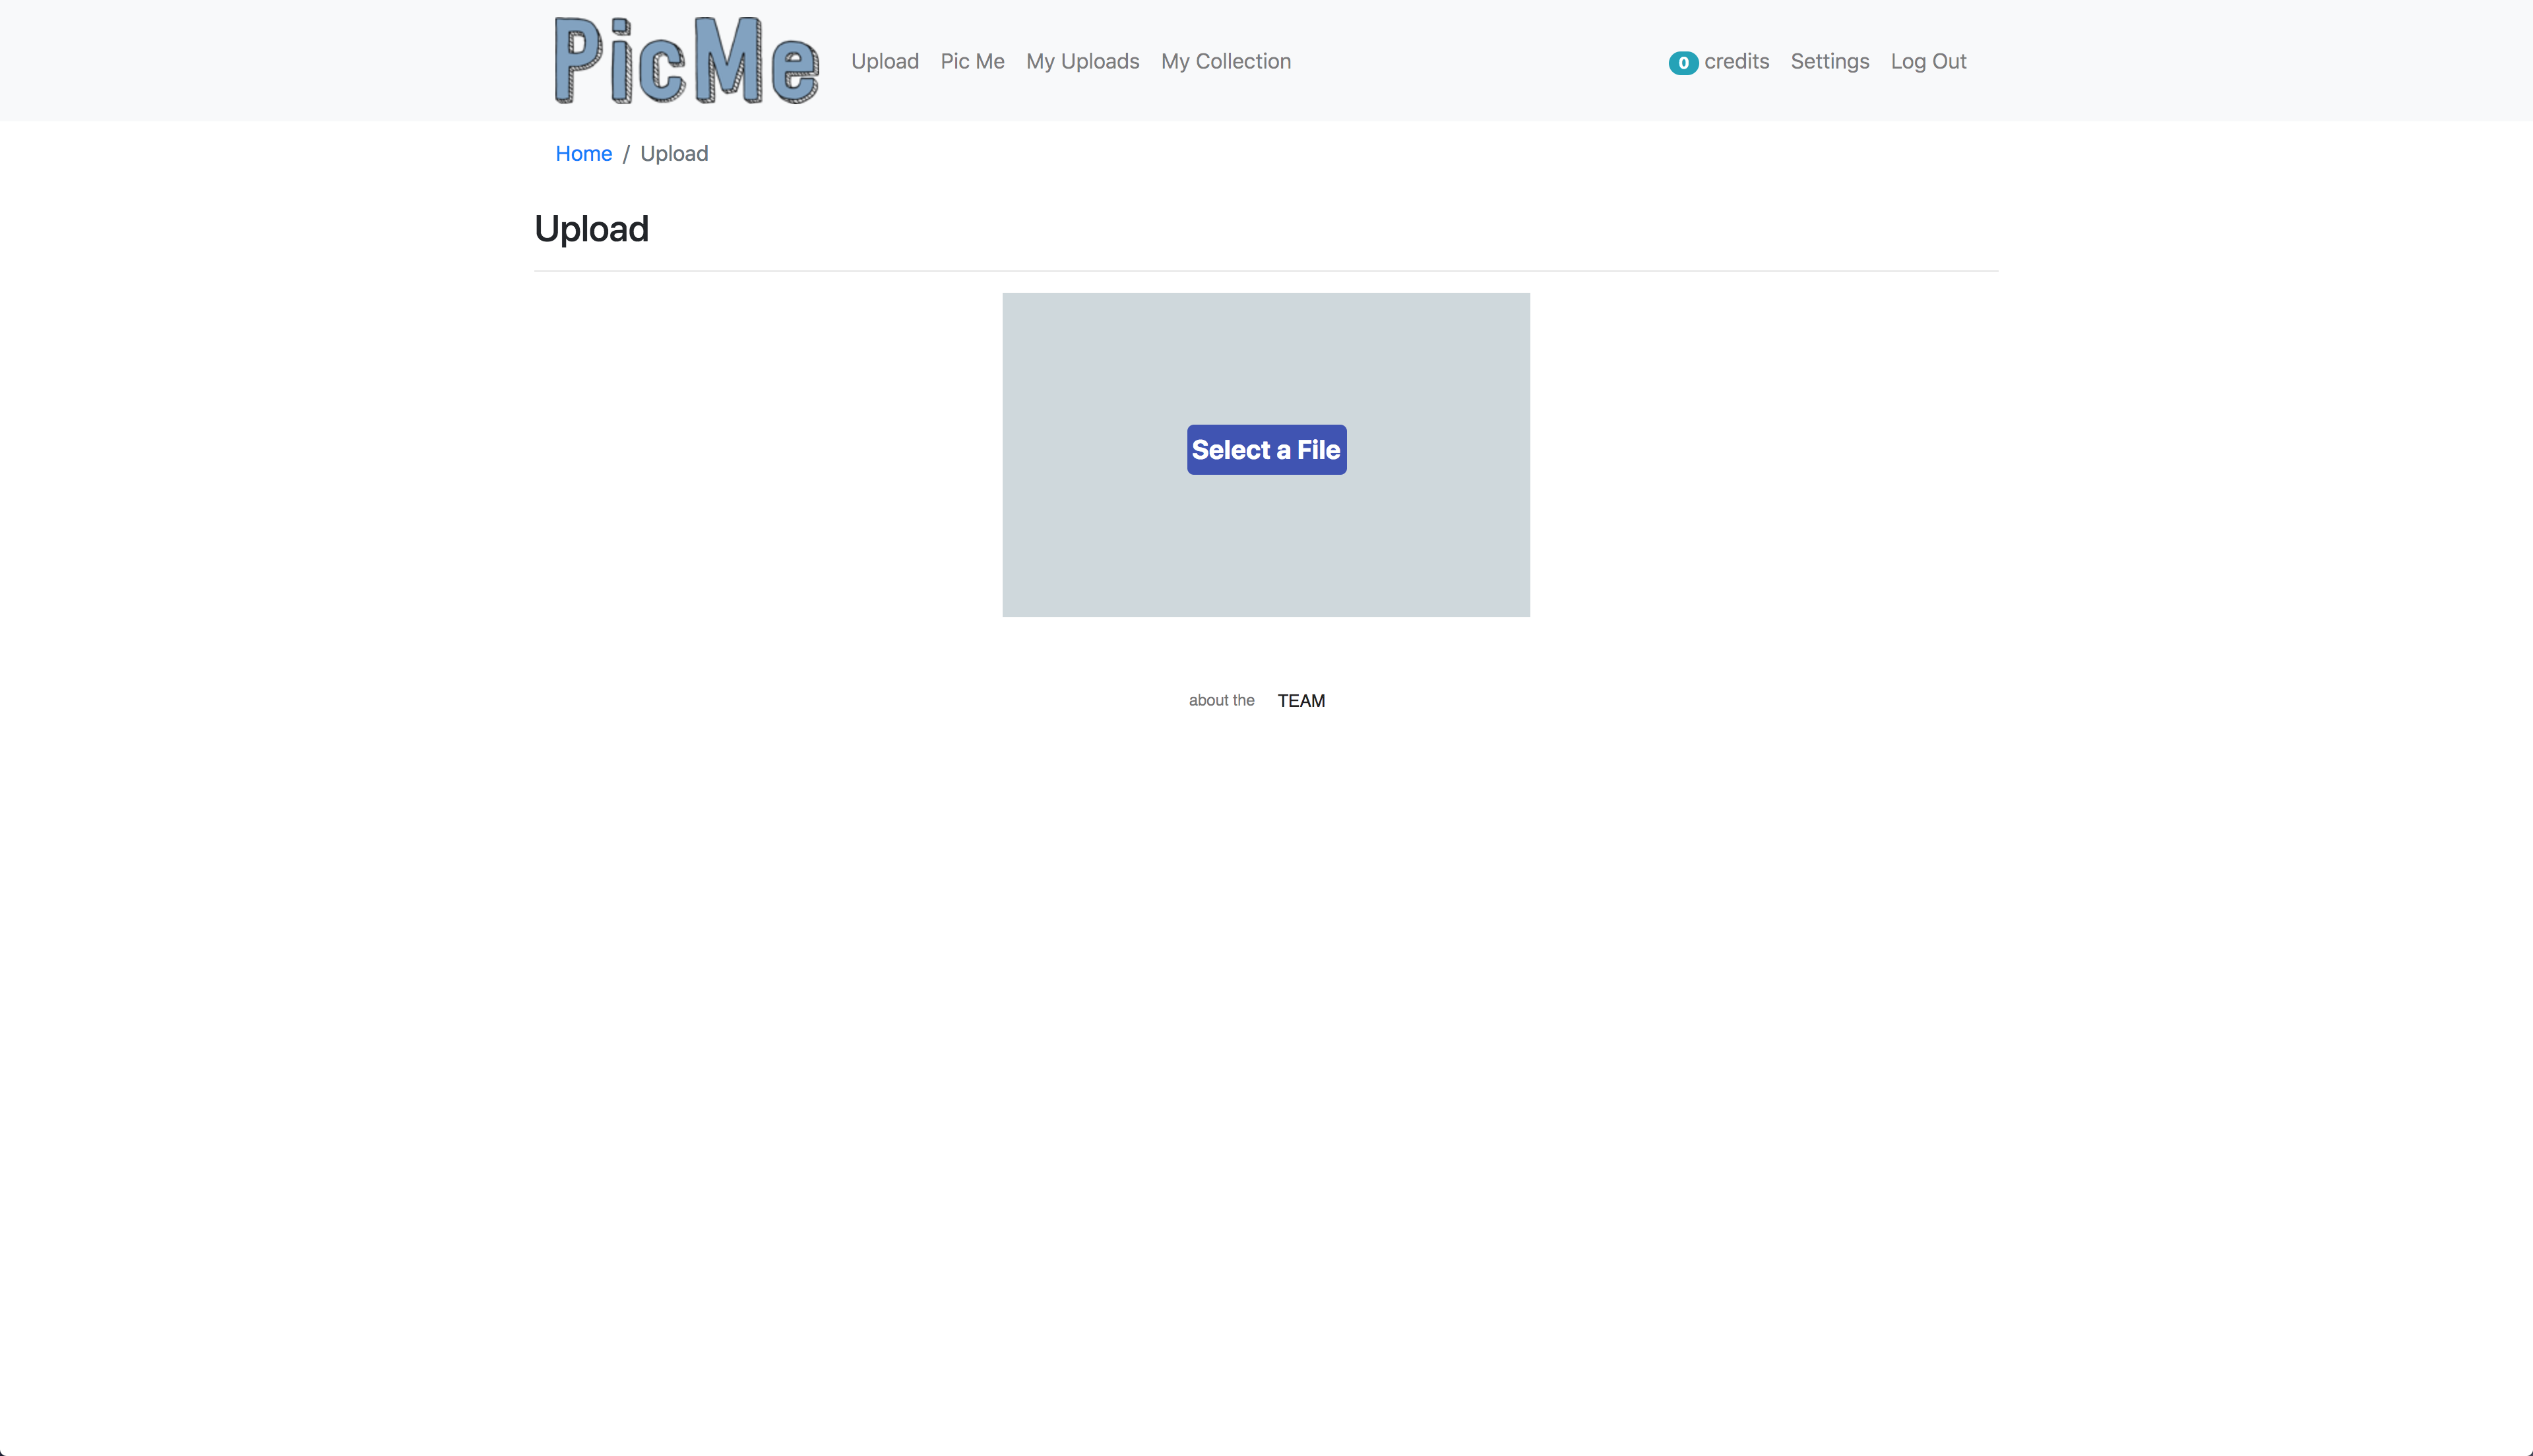 PicMe Upload Pic Me My Uploads My Collection 0 credits Settings Log Out
Home / Upload
Upload
Select a File
about the TEAM